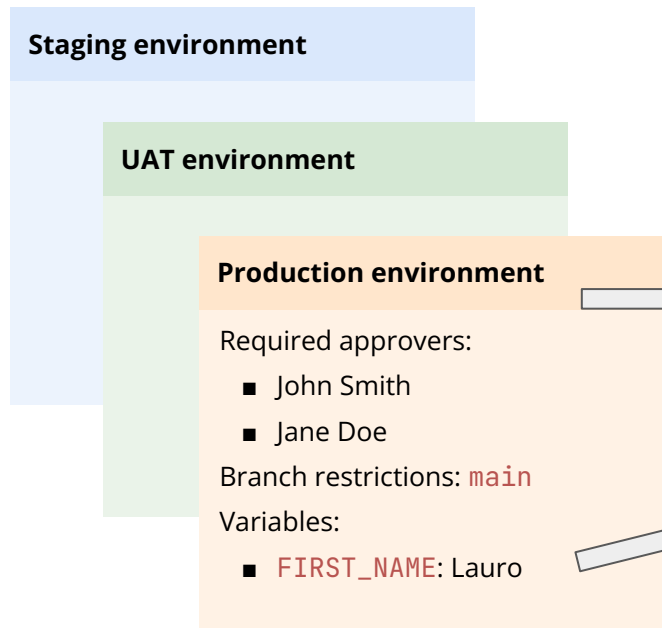 Staging environment
UAT environment
Production environment
Required approvers:
■ John Smith
■ Jane Doe
Branch restrictions: main
Variables:
■ FIRST_NAME: Lauro